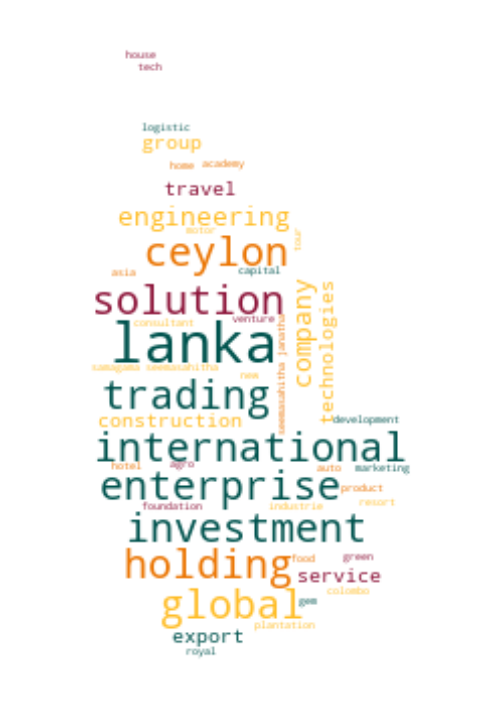 house
tech
logistic
group
home academy
travel
engineering
motor
tour
ceylon
asia
capital
solution
company
technologies
consultant
venture
lanka
seemasahitha janatha
samagama seemasahitha
new
trading
construction
development
international
hotel
agro
auto
marketing
enterprise
product
foundation
industrie
resort
investment
holding
food
green
service
colombo
global
gem
plantation
export
royal